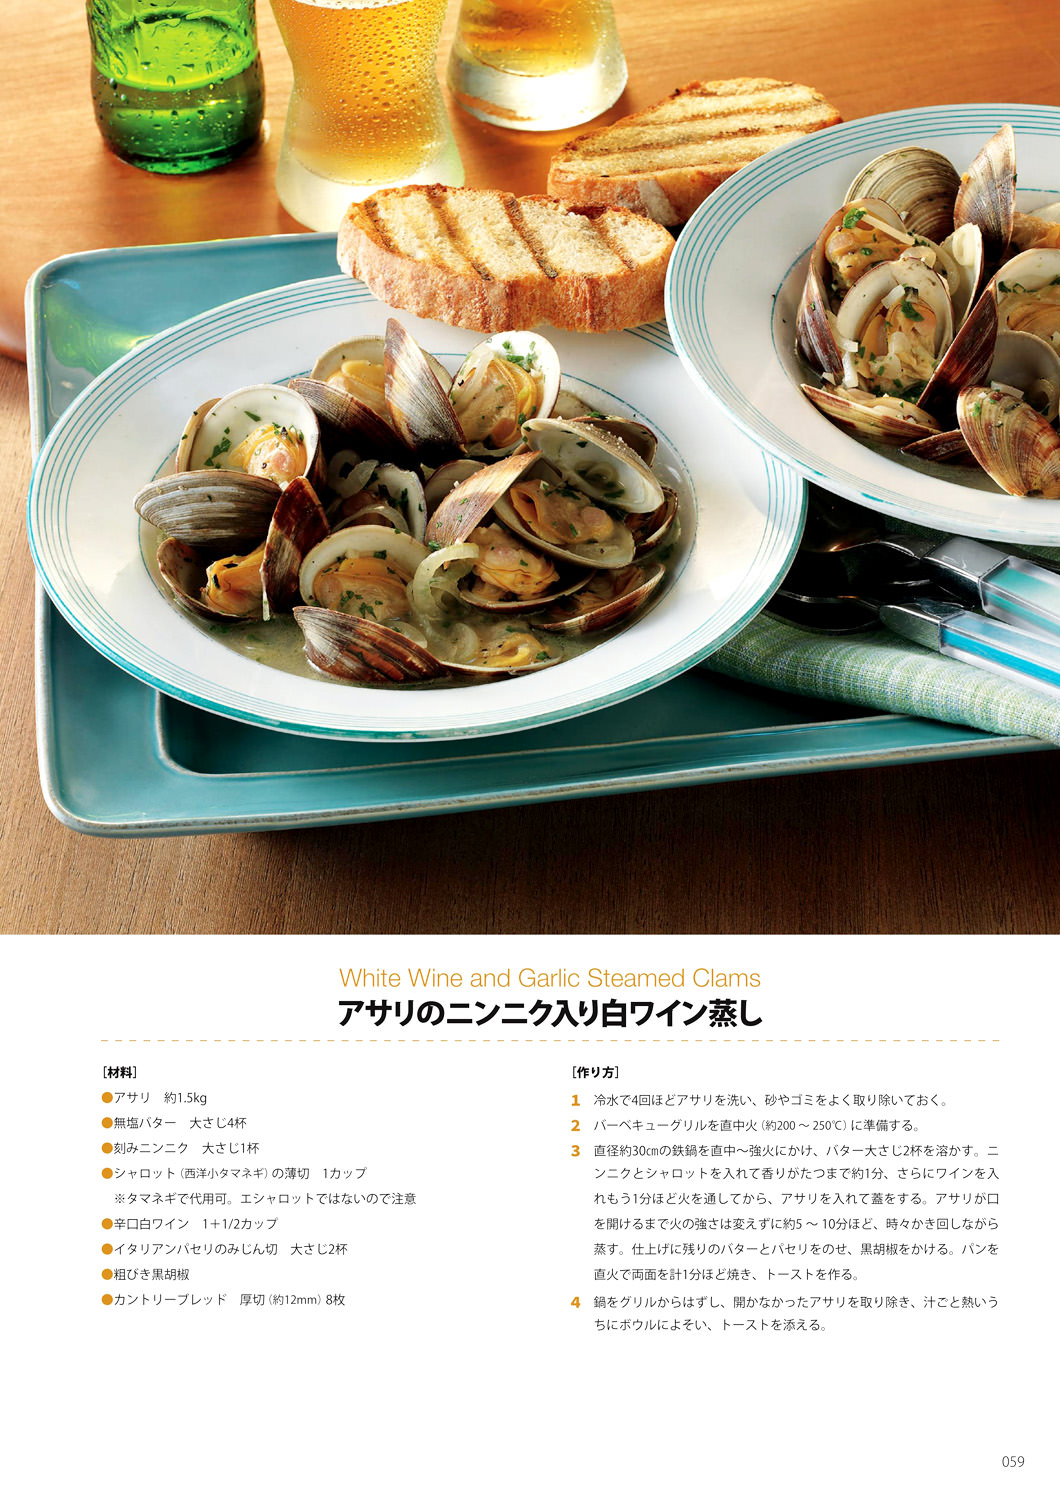 White Wine and Garlic Steamed Clams
アサリのニンニク入り白ワイン蒸し
［材料］
●アサリ　約1.5kg
●無塩バター　大さじ4杯
●刻みニンニク　大さじ1杯
●シャロット（西洋小タマネギ）の薄切　1カップ
※タマネギで代用可。エシャロットではないので注意
●辛口白ワイン　1＋1/2カップ
●イタリアンパセリのみじん切　大さじ2杯
●粗びき黒胡椒
●カントリーブレッド　厚切（約12mm）8枚
［作り方］
1　冷水で4回ほどアサリを洗い、砂やゴミをよく取り除いておく。
2　バーベキューグリルを直中火（約200 〜 250℃）に準備する。
3　直径約30㎝の鉄鍋を直中〜強火にかけ、バター大さじ2杯を溶かす。ニ
ンニクとシャロットを入れて香りがたつまで約1分、さらにワインを入
れもう1分ほど火を通してから、アサリを入れて蓋をする。アサリが口
を開けるまで火の強さは変えずに約5 〜 10分ほど、時々かき回しながら
蒸す。仕上げに残りのバターとパセリをのせ、黒胡椒をかける。パンを
直火で両面を計1分ほど焼き、トーストを作る。
4　鍋をグリルからはずし、開かなかったアサリを取り除き、汁ごと熱いう
ちにボウルによそい、トーストを添える。
059